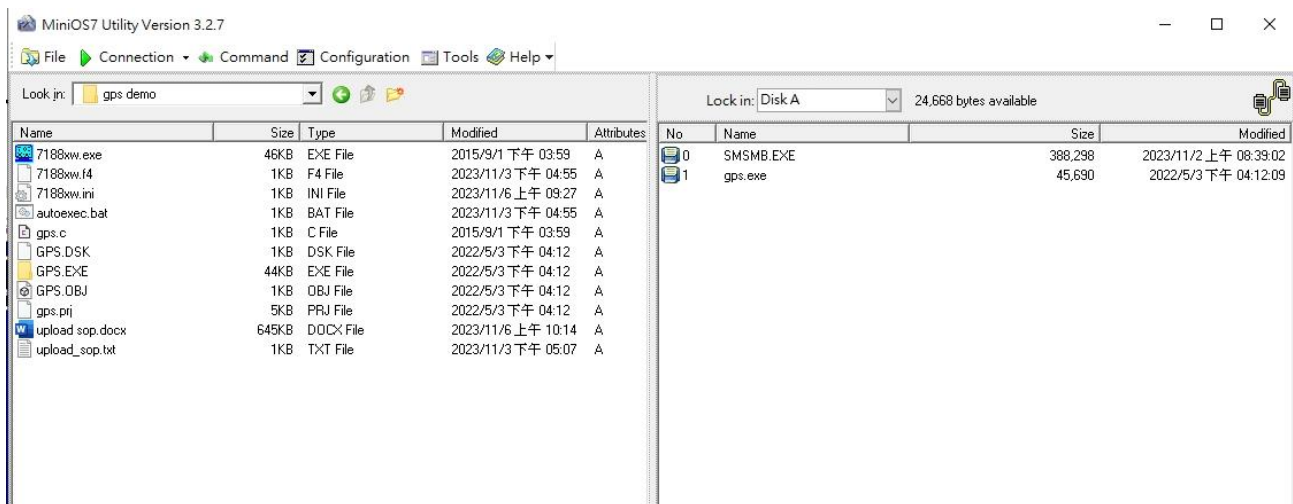 MiniOS7 Utility Version 3.2.7
File Connection Command Configuration Tools Help
Look in: gps demo
Lock in: Disk A 24,668 bytes available
Name Size Type Modified Attributes
7188xw.exe 46KB EXE File 2015/9/1 下午 03:59 A
7188xw.f4 1KB F4 File 2023/11/3 下午 04:55 A
7188xw.ini 1KB INI File 2023/11/6 上午 09:27 A
autoexec.bat 1KB BAT File 2023/11/3 下午 04:55 A
gps.c 1KB C File 2015/9/1 下午 03:59 A
GPS.DSK 1KB DSK File 2022/5/3 下午 04:12 A
GPS.EXE 44KB EXE File 2022/5/3 下午 04:12 A
GPS.OBJ 1KB OBJ File 2022/5/3 下午 04:12 A
gps.prj 5KB PRJ File 2022/5/3 下午 04:12 A
upload sop.docx 645KB DOCX File 2023/11/6 上午 10:14 A
upload_sop.txt 1KB TXT File 2023/11/3 下午 05:07 A
No Name Size Modified
0 SMSMB.EXE 388,298 2023/11/2 上午 08:39:02
1 gps.exe 45,690 2022/5/3 下午 04:12:09